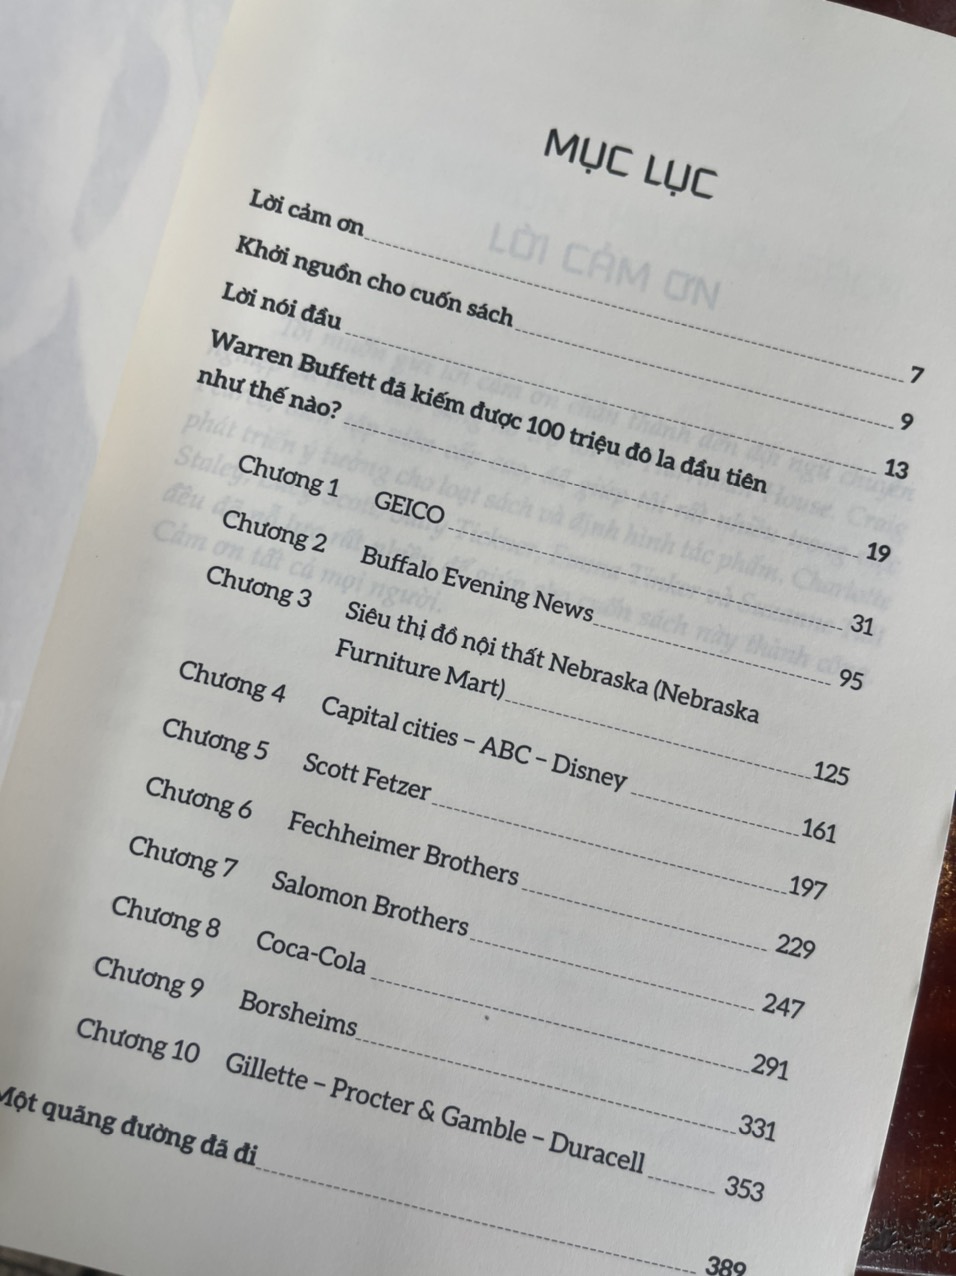 MỤC LỤC
Lời cảm ơn 7
Khởi nguồn cho cuốn sách 9
Lời nói đầu 13
Warren Buffett đã kiếm được 100 triệu đô la đầu tiên
như thế nào? 19
Chương 1 GEICO 31
Chương 2 Buffalo Evening News 95
Chương 3 Siêu thị đồ nội thất Nebraska (Nebraska
Furniture Mart) 125
Chương 4 Capital cities – ABC – Disney 161
Chương 5 Scott Fetzer 197
Chương 6 Fechheimer Brothers 229
Chương 7 Salomon Brothers 247
Chương 8 Coca-Cola 291
Chương 9 Borsheims 331
Chương 10 Gillette – Procter & Gamble – Duracell 353
Một quãng đường đã đi 389
LỜI CẢM ƠN